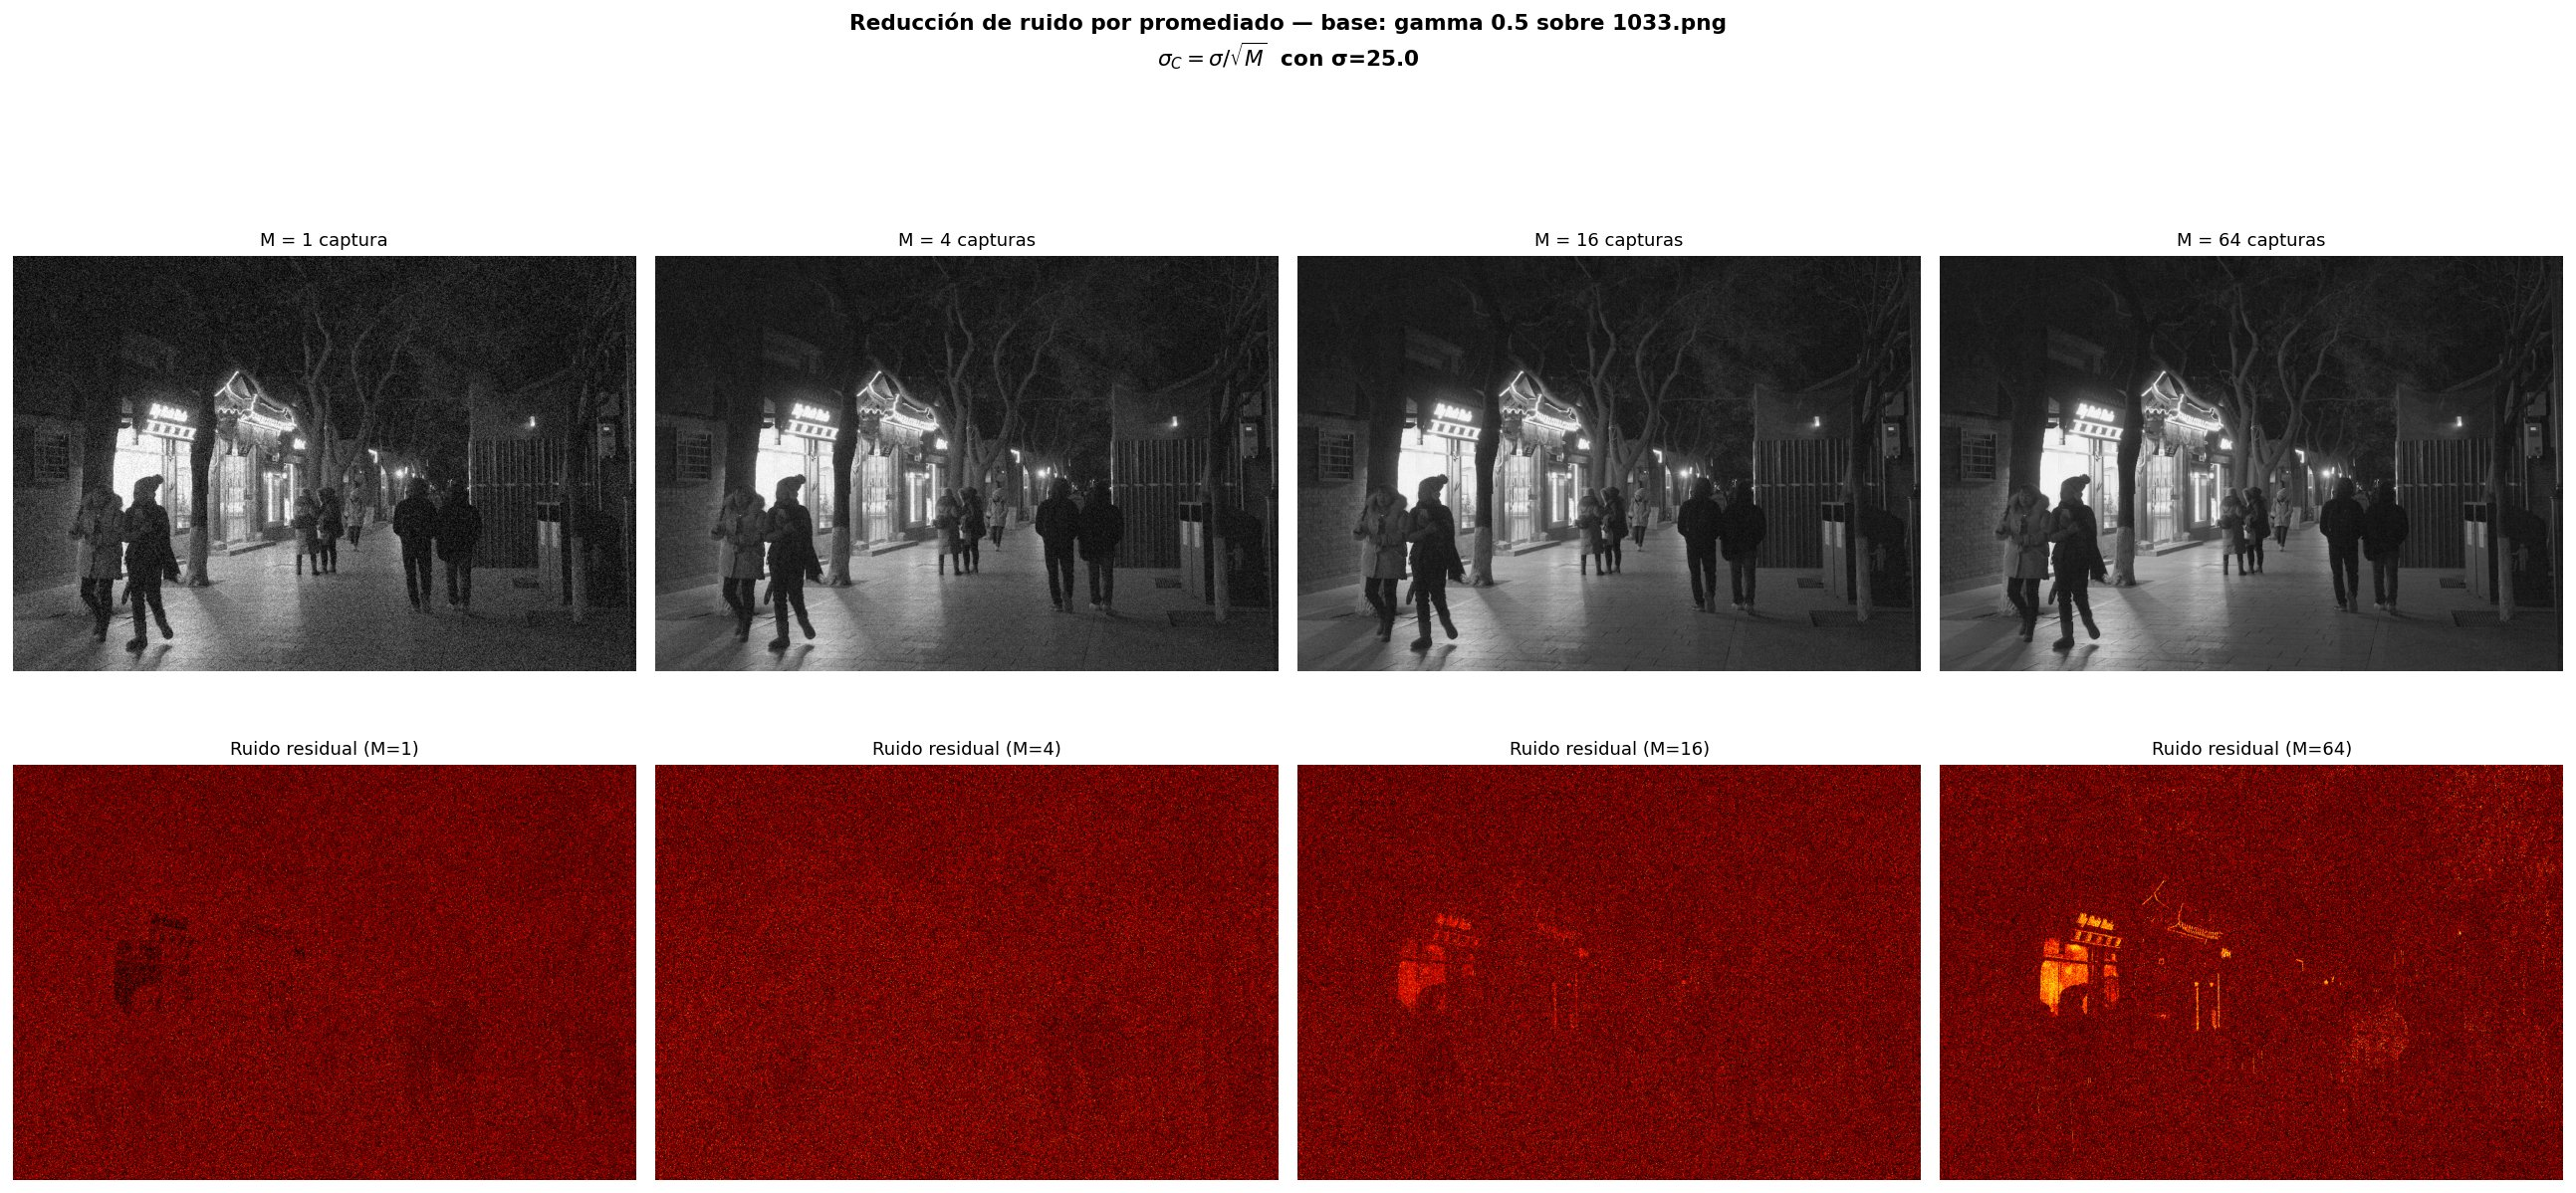 Reducción de ruido por promediado — base: gamma 0.5 sobre 1033.png
σ_C = σ/√M con σ=25.0
M = 1 captura
M = 4 capturas
M = 16 capturas
M = 64 capturas
Ruido residual (M=1)
Ruido residual (M=4)
Ruido residual (M=16)
Ruido residual (M=64)